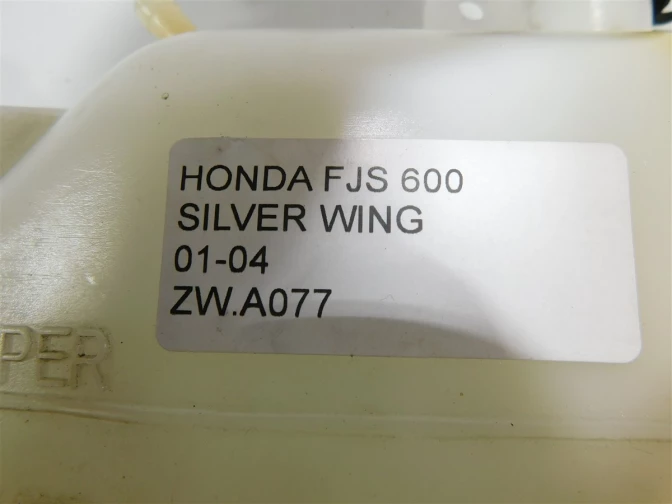 HONDA FJS 600
SILVER WING
01-04
ZW.A077
PER